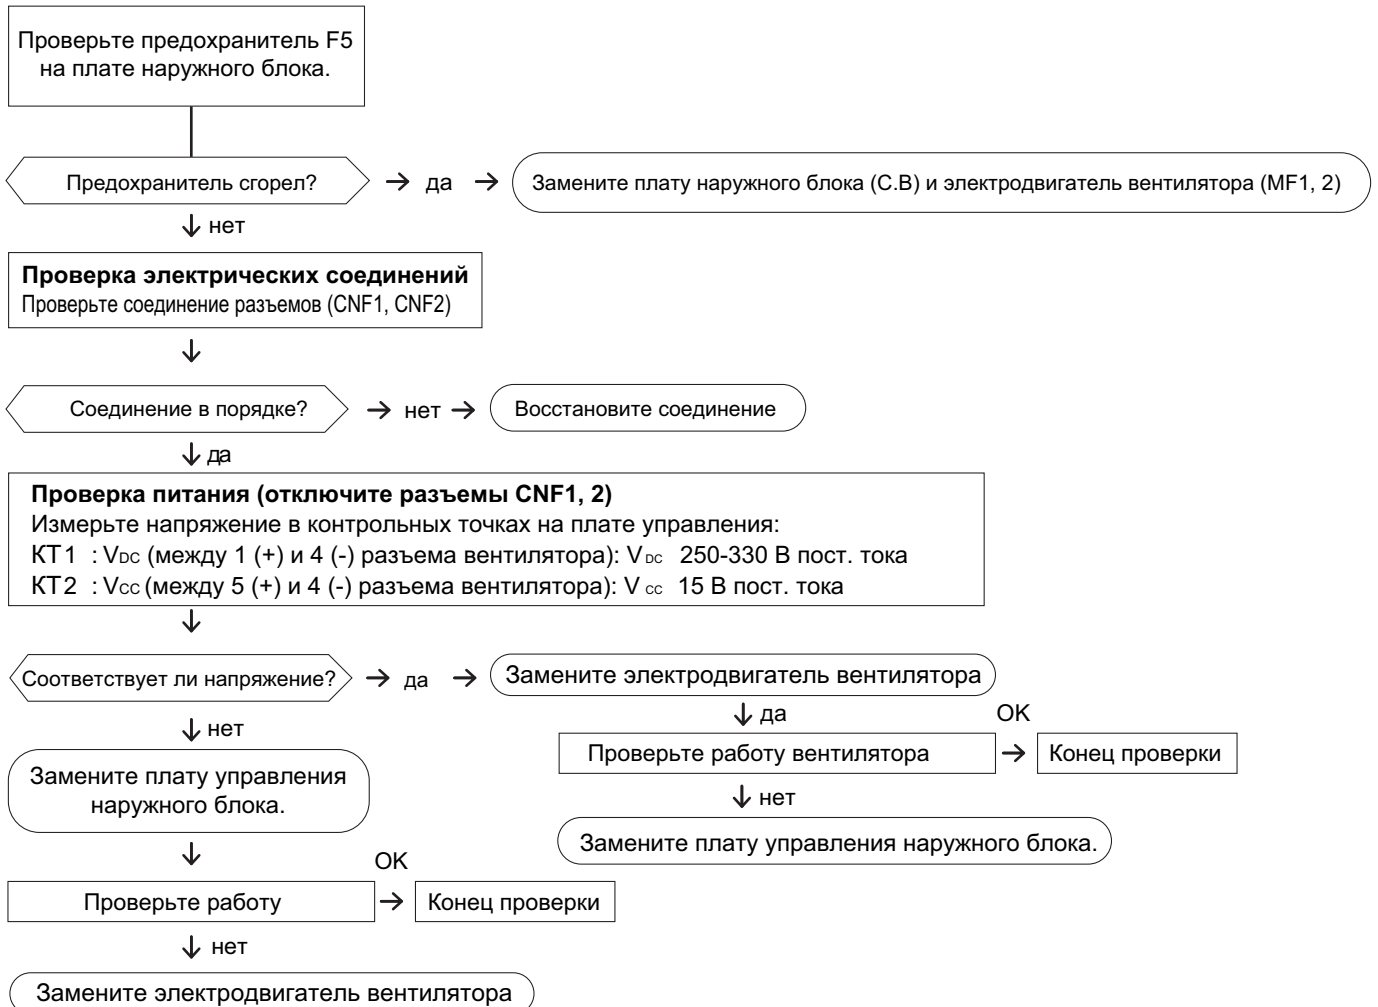 Проверьте предохранитель F5
на плате наружного блока.
Предохранитель сгорел?
да
Замените плату наружного блока (C.B) и электродвигатель вентилятора (MF1, 2)
нет
Проверка электрических соединений
Проверьте соединение разъемов (CNF1, CNF2)
Соединение в порядке?
нет
Восстановите соединение
да
Проверка питания (отключите разъемы CNF1, 2)
Измерьте напряжение в контрольных точках на плате управления:
КТ1 : VDC (между 1 (+) и 4 (-) разъема вентилятора): VDC 250-330 В пост. тока
КТ2 : Vcc (между 5 (+) и 4 (-) разъема вентилятора): Vcc 15 В пост. тока
Соответствует ли напряжение?
да
Замените электродвигатель вентилятора
нет
да
OK
Проверьте работу вентилятора
Конец проверки
Замените плату управления
наружного блока.
нет
Замените плату управления наружного блока.
OK
Проверьте работу
Конец проверки
нет
Замените электродвигатель вентилятора